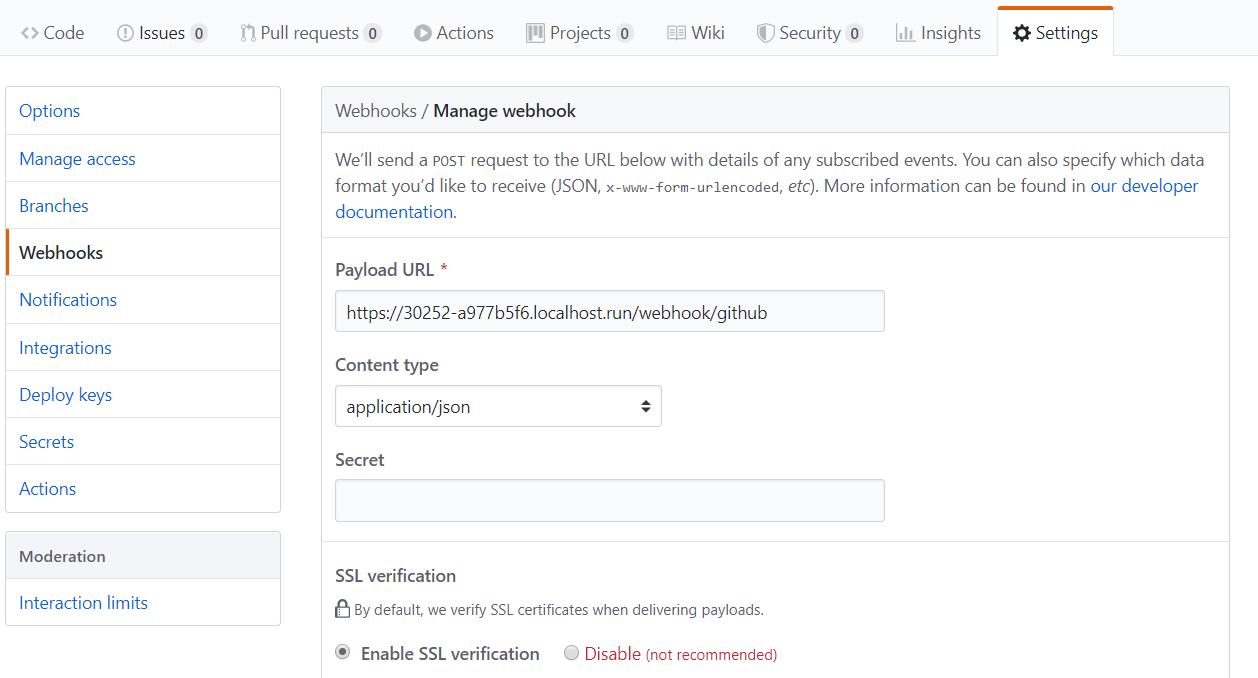 Code Issues 0 Pull requests 0 Actions Projects 0 Wiki Security 0 Insights Settings
Options
Manage access
Branches
Webhooks
Notifications
Integrations
Deploy keys
Secrets
Actions
Moderation
Interaction limits
Webhooks / Manage webhook
We’ll send a POST request to the URL below with details of any subscribed events. You can also specify which data
format you’d like to receive (JSON, x-www-form-urlencoded, etc). More information can be found in our developer
documentation.
Payload URL *
https://30252-a977b5f6.localhost.run/webhook/github
Content type
application/json
Secret
SSL verification
By default, we verify SSL certificates when delivering payloads.
Enable SSL verification Disable (not recommended)